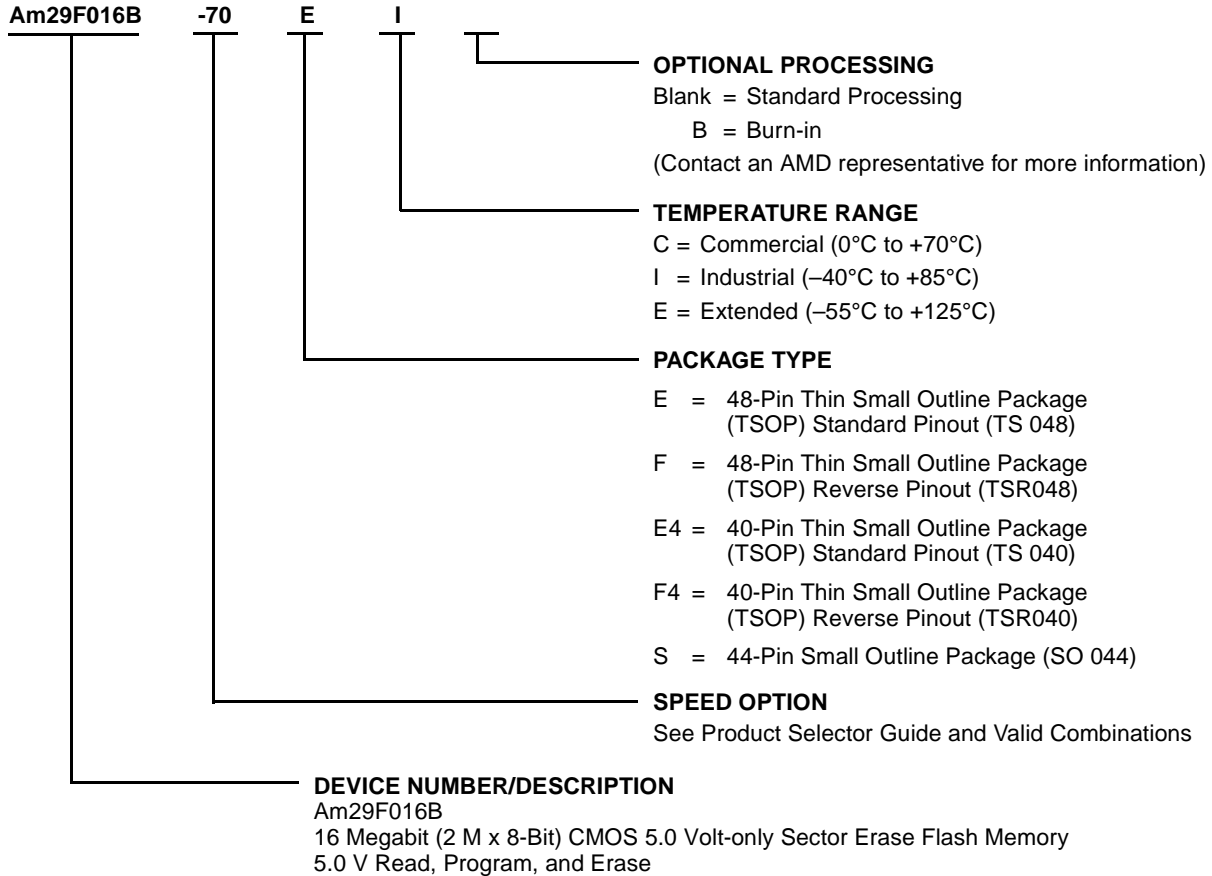 Am29F016B -70 E I
OPTIONAL PROCESSING
Blank = Standard Processing
B = Burn-in
(Contact an AMD representative for more information)
TEMPERATURE RANGE
C = Commercial (0°C to +70°C)
I = Industrial (–40°C to +85°C)
E = Extended (–55°C to +125°C)
PACKAGE TYPE
E = 48-Pin Thin Small Outline Package
(TSOP) Standard Pinout (TS 048)
F = 48-Pin Thin Small Outline Package
(TSOP) Reverse Pinout (TSR048)
E4 = 40-Pin Thin Small Outline Package
(TSOP) Standard Pinout (TS 040)
F4 = 40-Pin Thin Small Outline Package
(TSOP) Reverse Pinout (TSR040)
S = 44-Pin Small Outline Package (SO 044)
SPEED OPTION
See Product Selector Guide and Valid Combinations
DEVICE NUMBER/DESCRIPTION
Am29F016B
16 Megabit (2 M x 8-Bit) CMOS 5.0 Volt-only Sector Erase Flash Memory
5.0 V Read, Program, and Erase